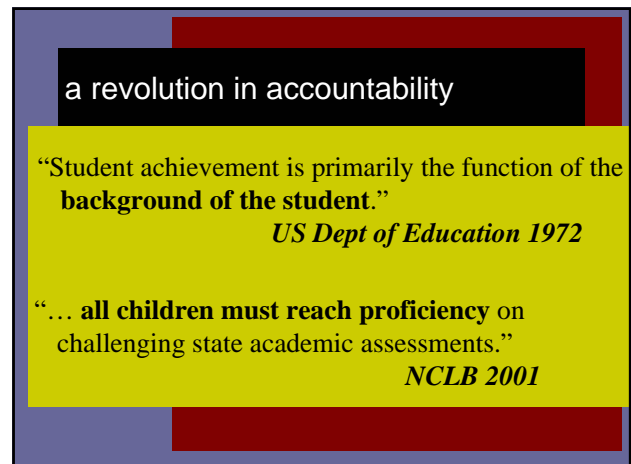 a revolution in accountability
“Student achievement is primarily the function of the
background of the student.”
US Dept of Education 1972
“… all children must reach proficiency on
challenging state academic assessments.”
NCLB 2001